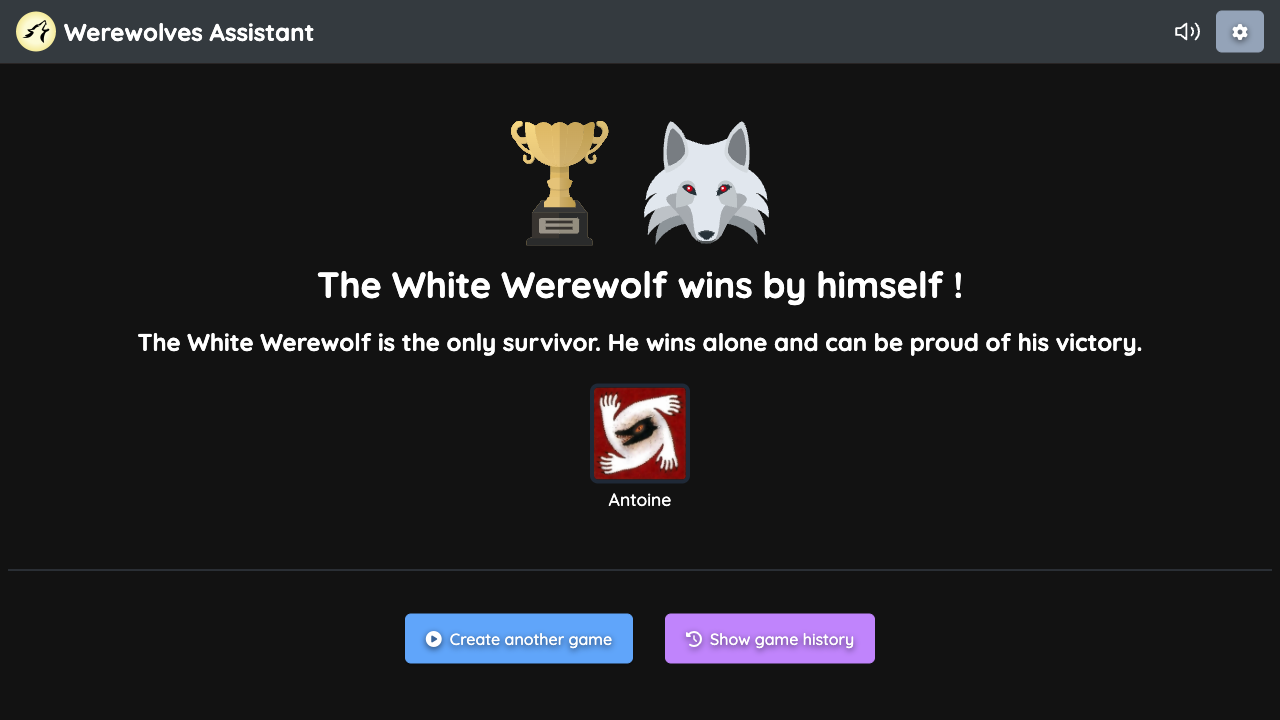 Werewolves Assistant
The White Werewolf wins by himself !
The White Werewolf is the only survivor. He wins alone and can be proud of his victory.
Antoine
Create another game
Show game history